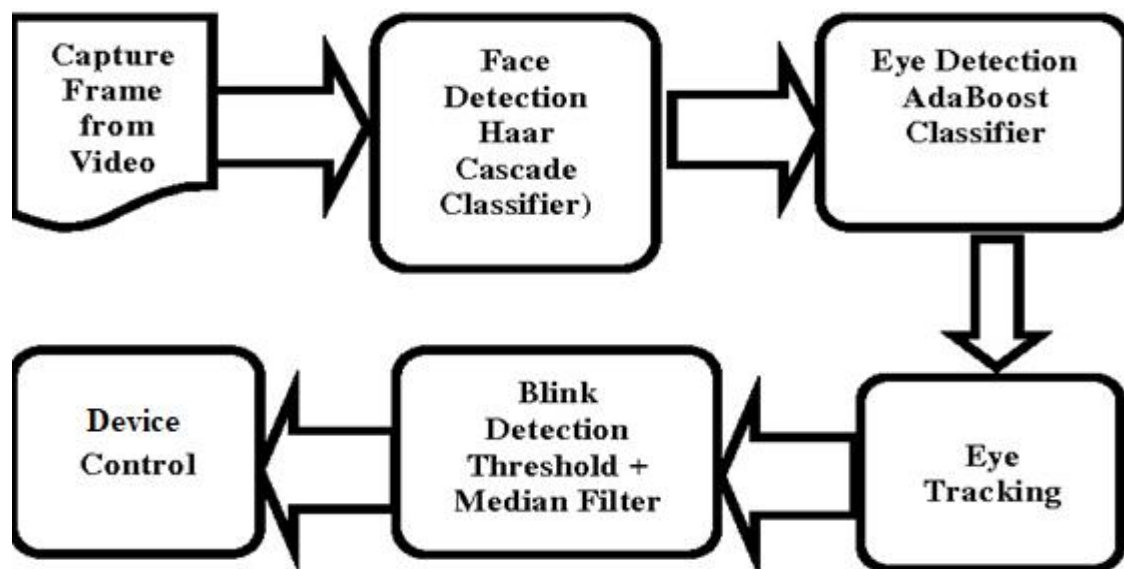 Capture
Frame
from
Video
Face
Detection
Haar
Cascade
Classifier)
Eye Detection
AdaBoost
Classifier
Eye
Tracking
Blink
Detection
Threshold +
Median Filter
Device
Control